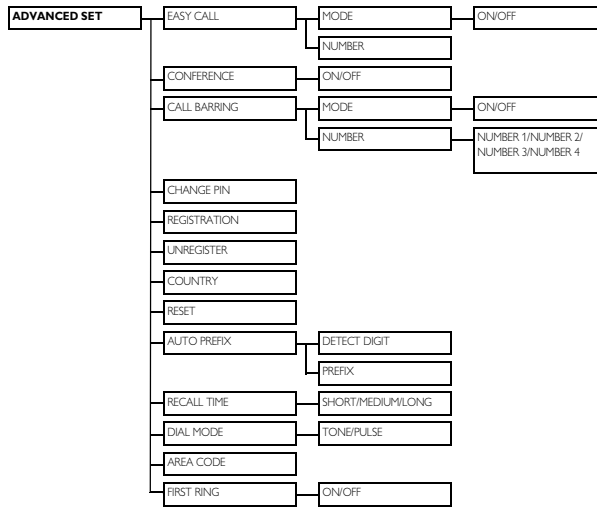 ADVANCED SET
EASY CALL
MODE
ON/OFF
NUMBER
CONFERENCE
ON/OFF
CALL BARRING
MODE
ON/OFF
NUMBER
NUMBER 1/NUMBER 2/
NUMBER 3/NUMBER 4
CHANGE PIN
REGISTRATION
UNREGISTER
COUNTRY
RESET
AUTO PREFIX
DETECT DIGIT
PREFIX
RECALL TIME
SHORT/MEDIUM/LONG
DIAL MODE
TONE/PULSE
AREA CODE
FIRST RING
ON/OFF